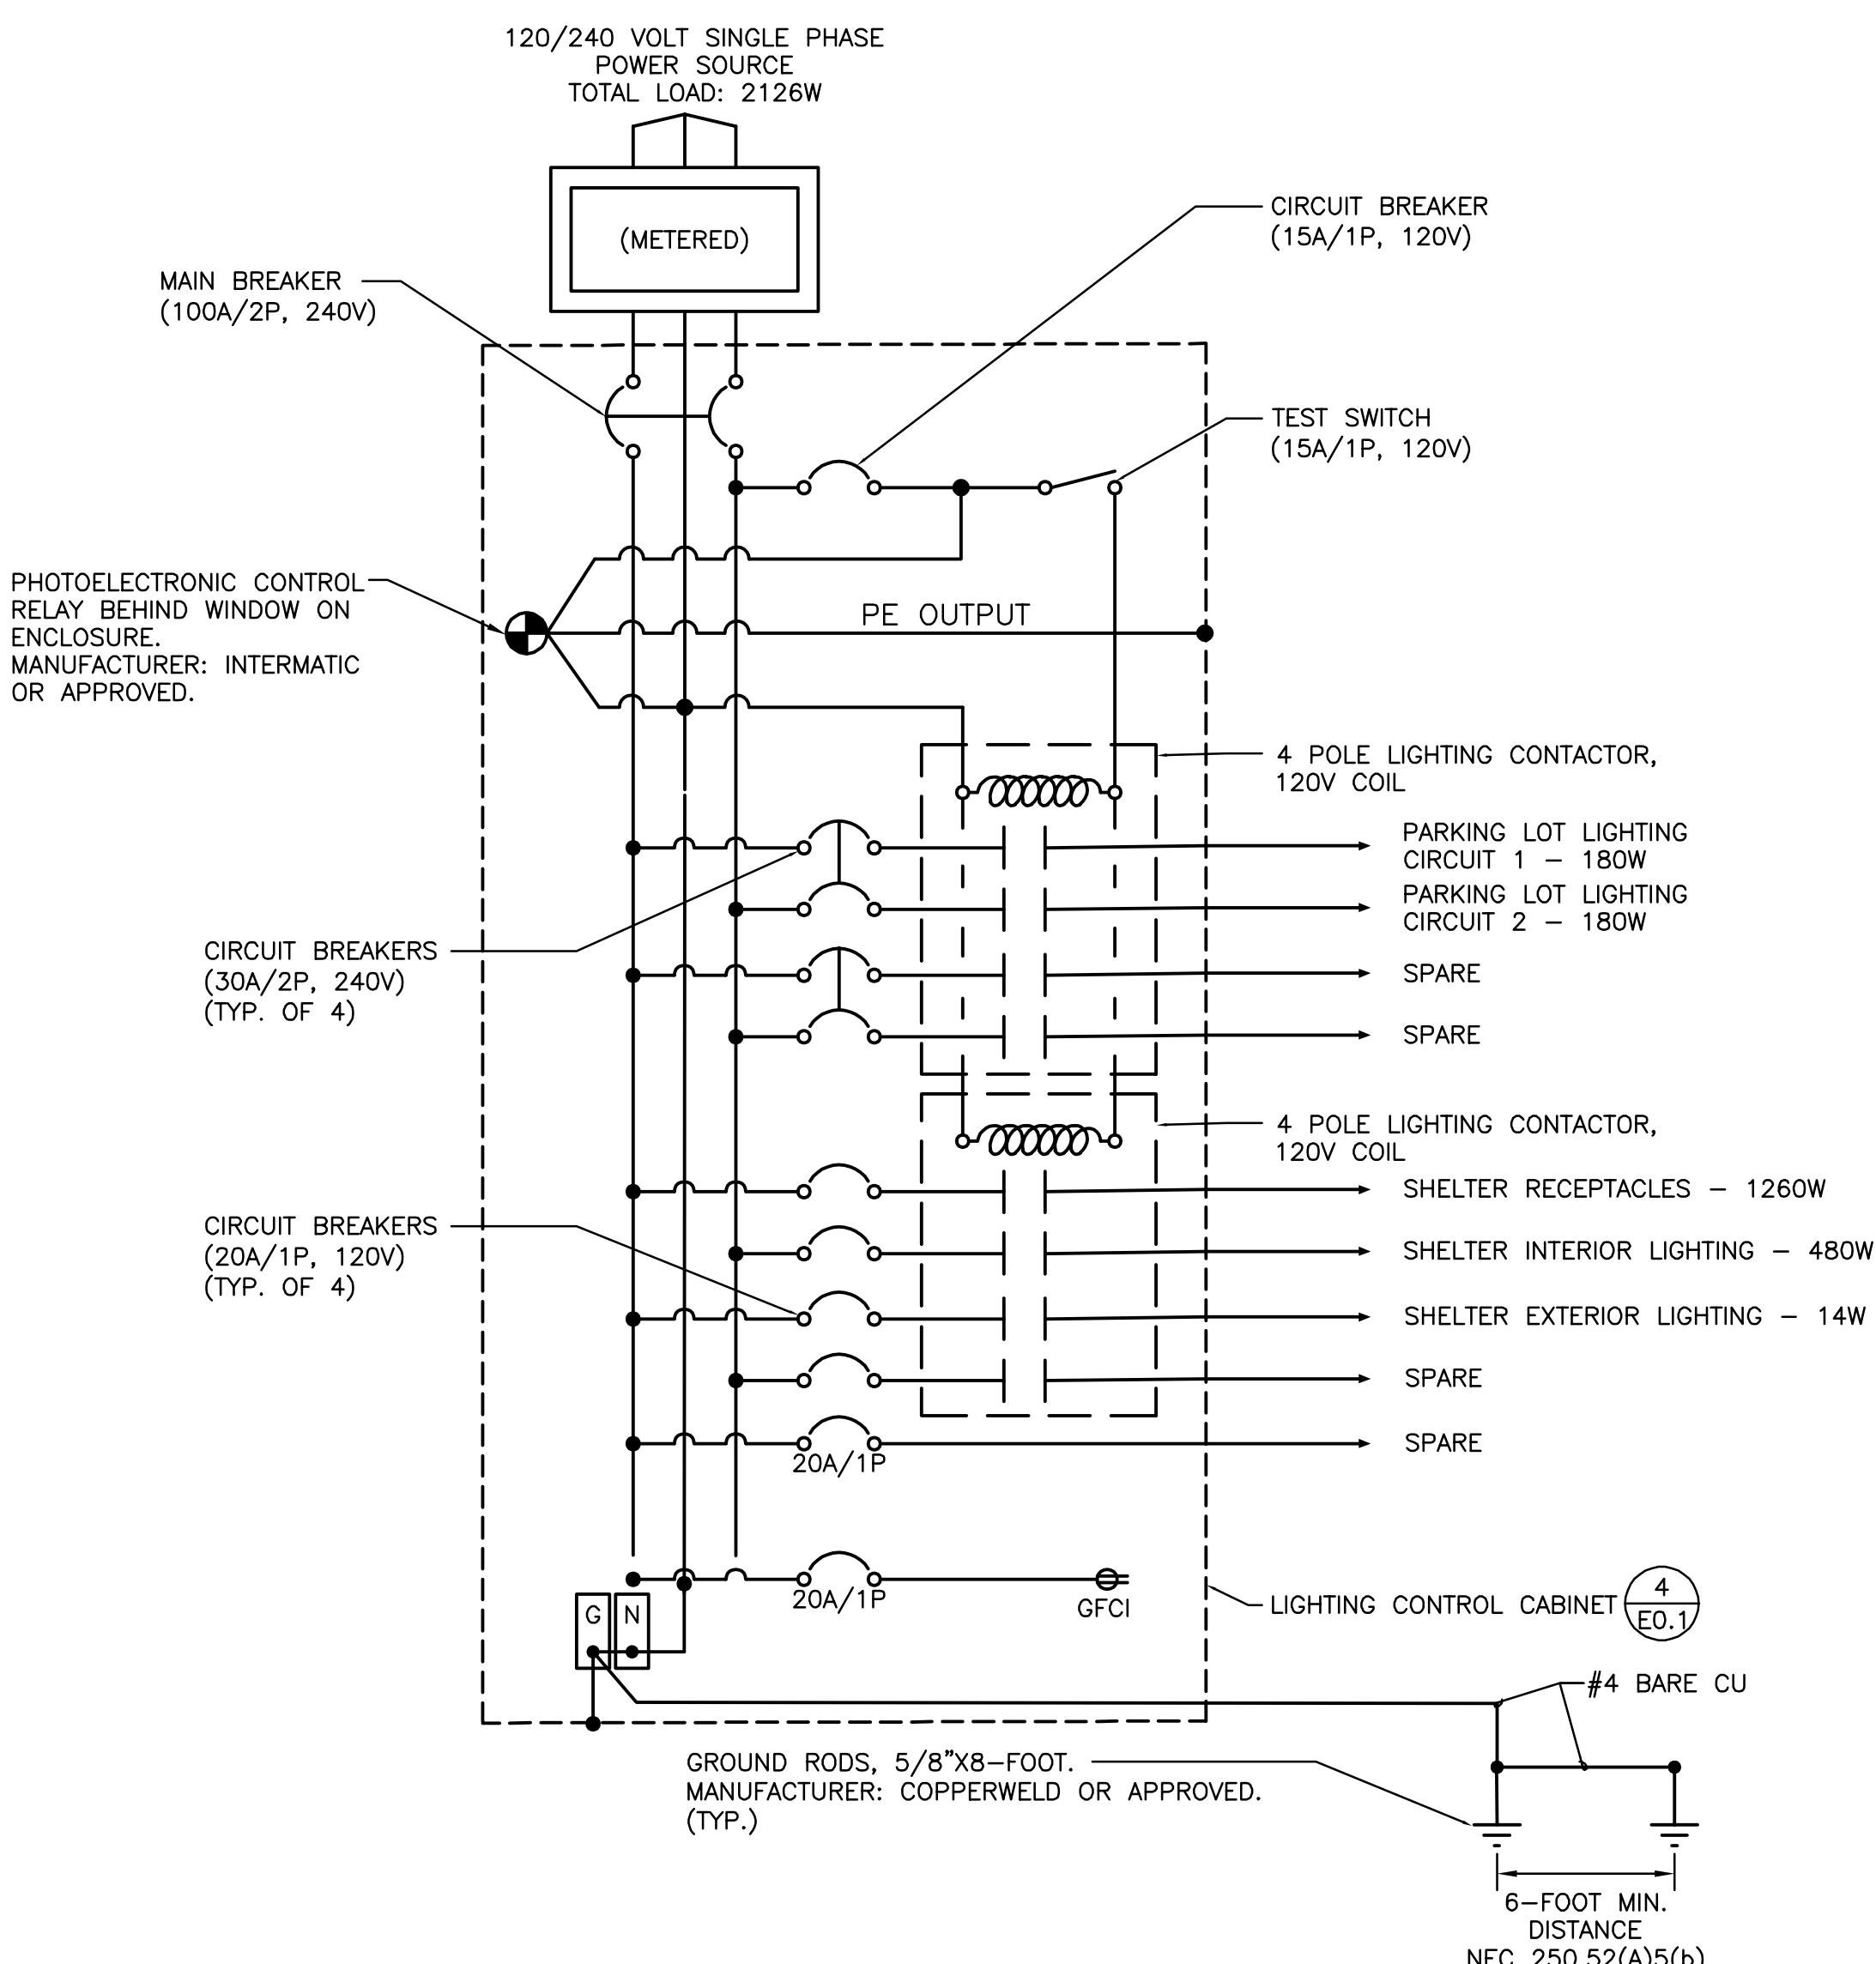 120/240 VOLT SINGLE PHASE
POWER SOURCE
TOTAL LOAD: 2126W
(METERED)
CIRCUIT BREAKER
(15A/1P, 120V)
MAIN BREAKER
(100A/2P, 240V)
TEST SWITCH
(15A/1P, 120V)
PHOTOELECTRONIC CONTROL
RELAY BEHIND WINDOW ON
ENCLOSURE.
MANUFACTURER: INTERMATIC
OR APPROVED.
PE OUTPUT
4 POLE LIGHTING CONTACTOR,
120V COIL
PARKING LOT LIGHTING
CIRCUIT 1 – 180W
PARKING LOT LIGHTING
CIRCUIT 2 – 180W
CIRCUIT BREAKERS
(30A/2P, 240V)
(TYP. OF 4)
SPARE
SPARE
4 POLE LIGHTING CONTACTOR,
120V COIL
SHELTER RECEPTACLES – 1260W
CIRCUIT BREAKERS
(20A/1P, 120V)
(TYP. OF 4)
SHELTER INTERIOR LIGHTING – 480W
SHELTER EXTERIOR LIGHTING – 14W
SPARE
SPARE
20A/1P
20A/1P
GFCI
G N
LIGHTING CONTROL CABINET
4
E0.1
#4 BARE CU
GROUND RODS, 5/8"X8–FOOT.
MANUFACTURER: COPPERWELD OR APPROVED.
(TYP.)
6–FOOT MIN.
DISTANCE
NEC 250.52(A)5(b)